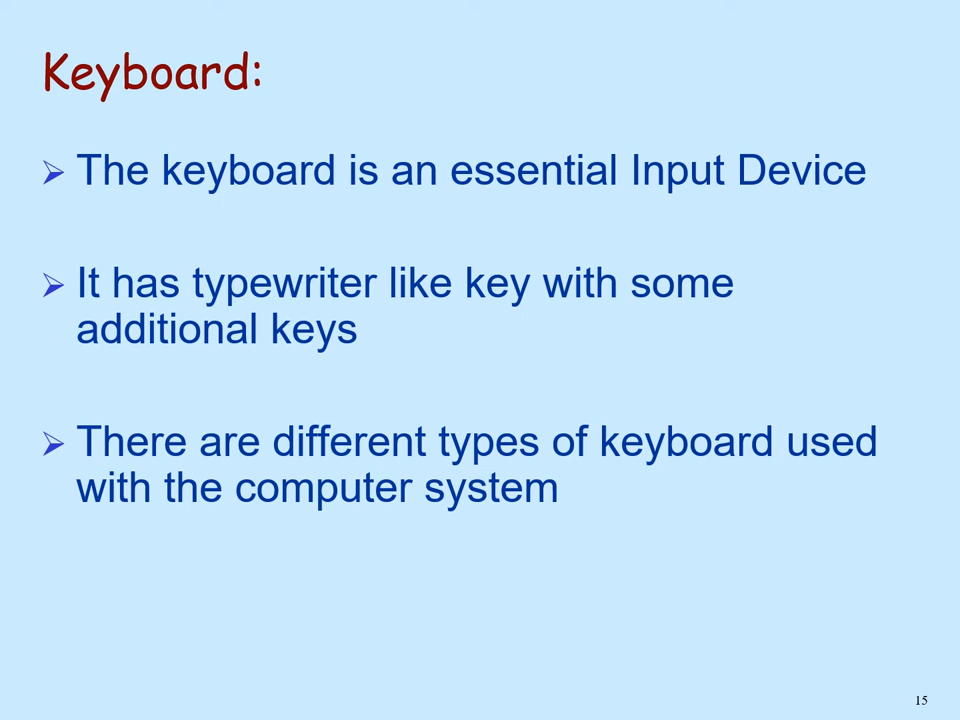 Keyboard:
➢ The keyboard is an essential Input Device
➢ It has typewriter like key with some
additional keys
➢ There are different types of keyboard used
with the computer system
15